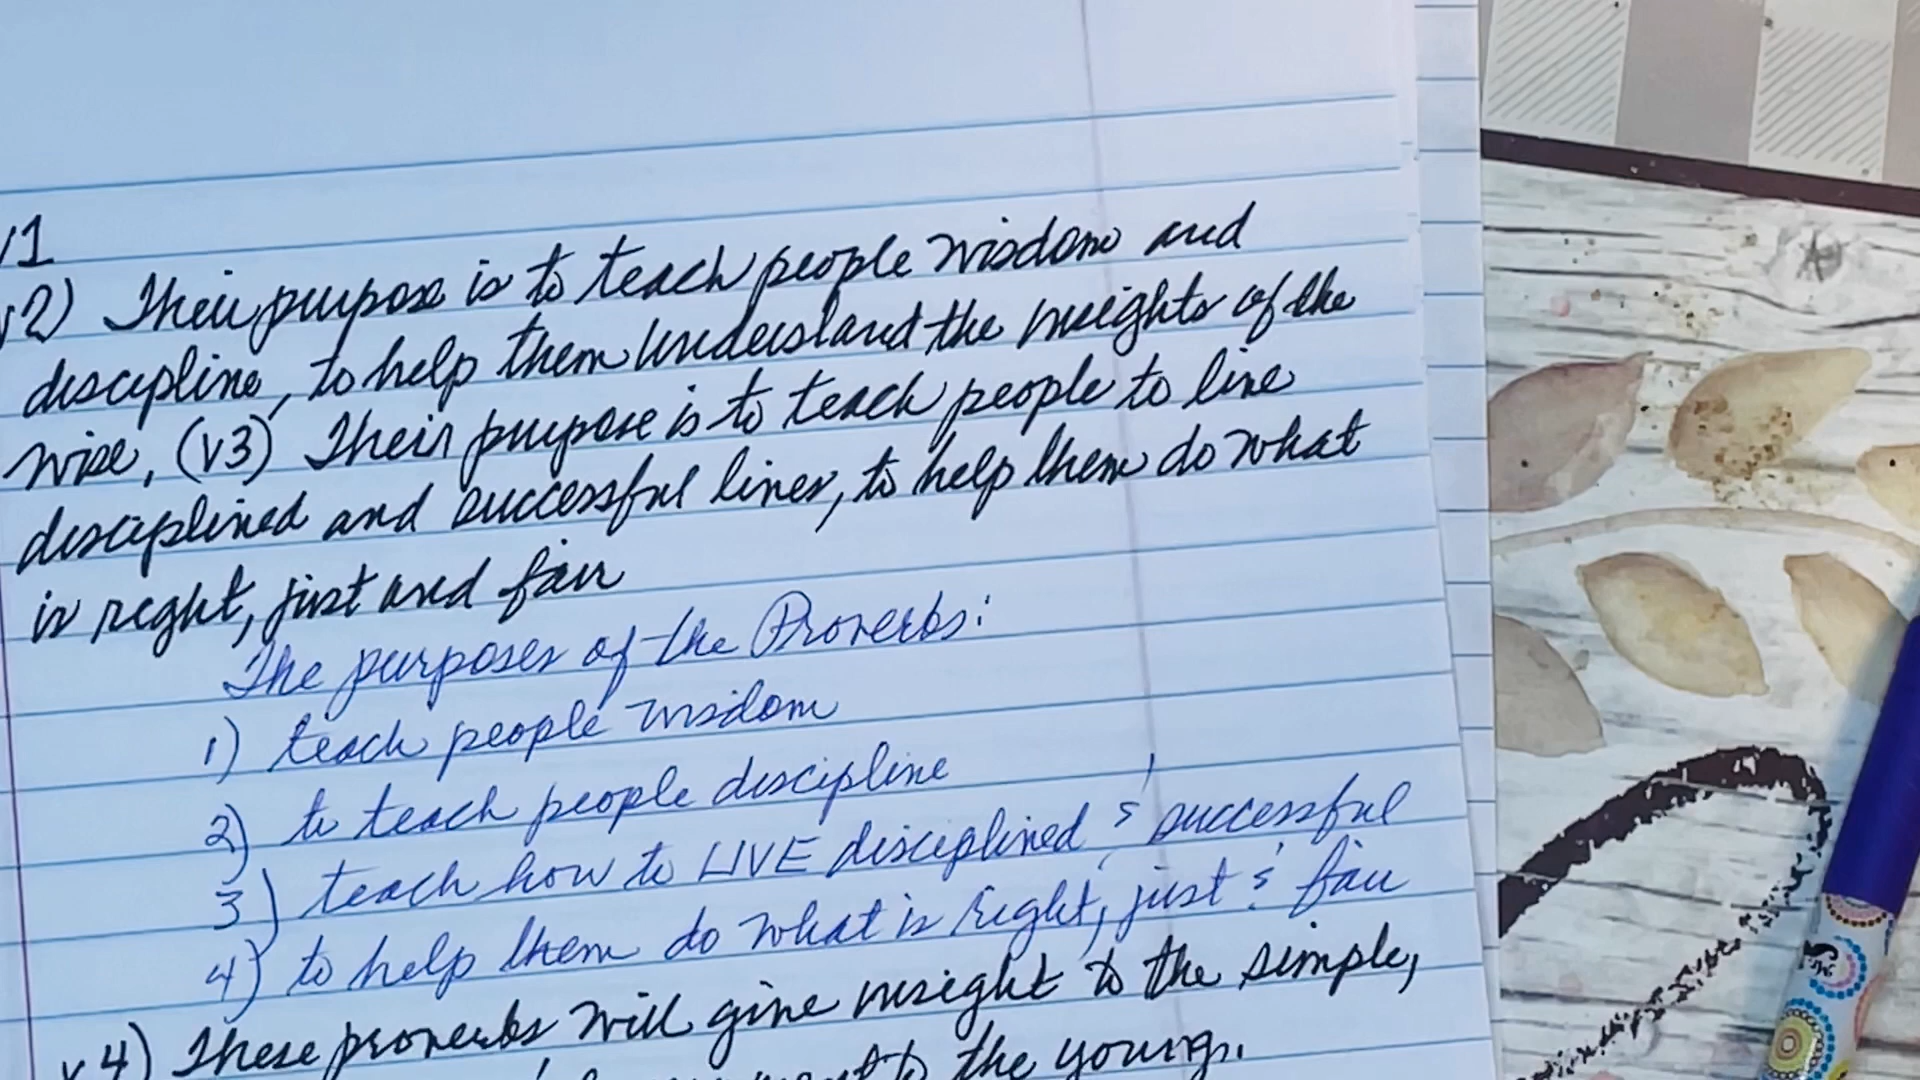 v1
v2) Their purpose is to teach people wisdom and
discipline, to help them understand the insights of the
wise. (v3) Their purpose is to teach people to live
disciplined and successful lives, to help them do what
is right, just and fair
The purposes of the Proverbs:
1) teach people wisdom
2) to teach people discipline
3) teach how to LIVE disciplined & successful
4) to help them do what is right, just & fair
v4) These proverbs will give insight to the simple,
to the young.